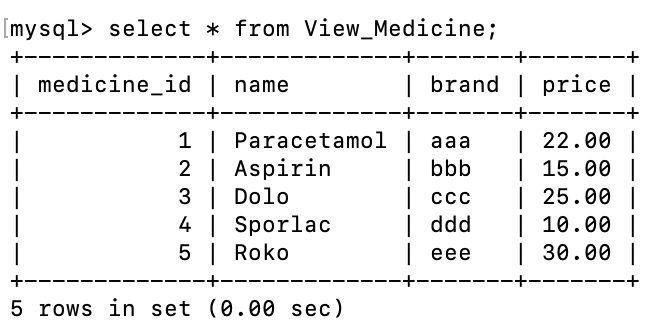 [mysql> select * from View_Medicine;
+-------------+-------------+-------+-------+
| medicine_id | name        | brand | price |
+-------------+-------------+-------+-------+
|           1 | Paracetamol | aaa   | 22.00 |
|           2 | Aspirin     | bbb   | 15.00 |
|           3 | Dolo        | ccc   | 25.00 |
|           4 | Sporlac     | ddd   | 10.00 |
|           5 | Roko        | eee   | 30.00 |
+-------------+-------------+-------+-------+
5 rows in set (0.00 sec)